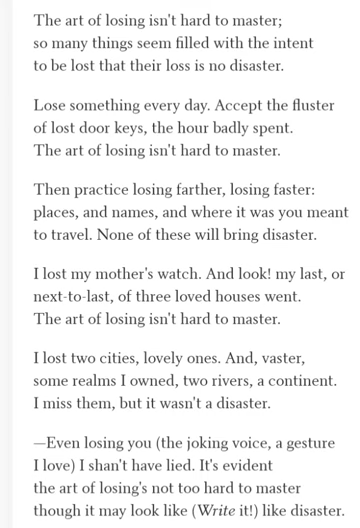 The art of losing isn't hard to master;
so many things seem filled with the intent
to be lost that their loss is no disaster.

Lose something every day. Accept the fluster
of lost door keys, the hour badly spent.
The art of losing isn't hard to master.

Then practice losing farther, losing faster:
places, and names, and where it was you meant
to travel. None of these will bring disaster.

I lost my mother's watch. And look! my last, or
next-to-last, of three loved houses went.
The art of losing isn't hard to master.

I lost two cities, lovely ones. And, vaster,
some realms I owned, two rivers, a continent.
I miss them, but it wasn't a disaster.

—Even losing you (the joking voice, a gesture
I love) I shan't have lied. It's evident
the art of losing's not too hard to master
though it may look like (Write it!) like disaster.